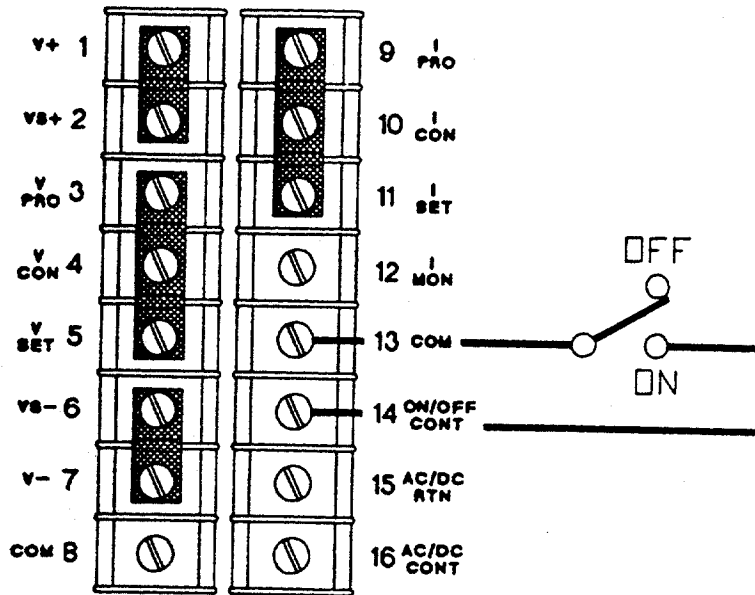 V+ 1
VS+ 2
V PRO 3
V CON 4
V SET 5
VS- 6
V- 7
COM 8
9 I PRO
10 I CON
11 I SET
12 I MON
13 COM
14 ON/OFF CONT
15 AC/DC RTN
16 AC/DC CONT
OFF
ON